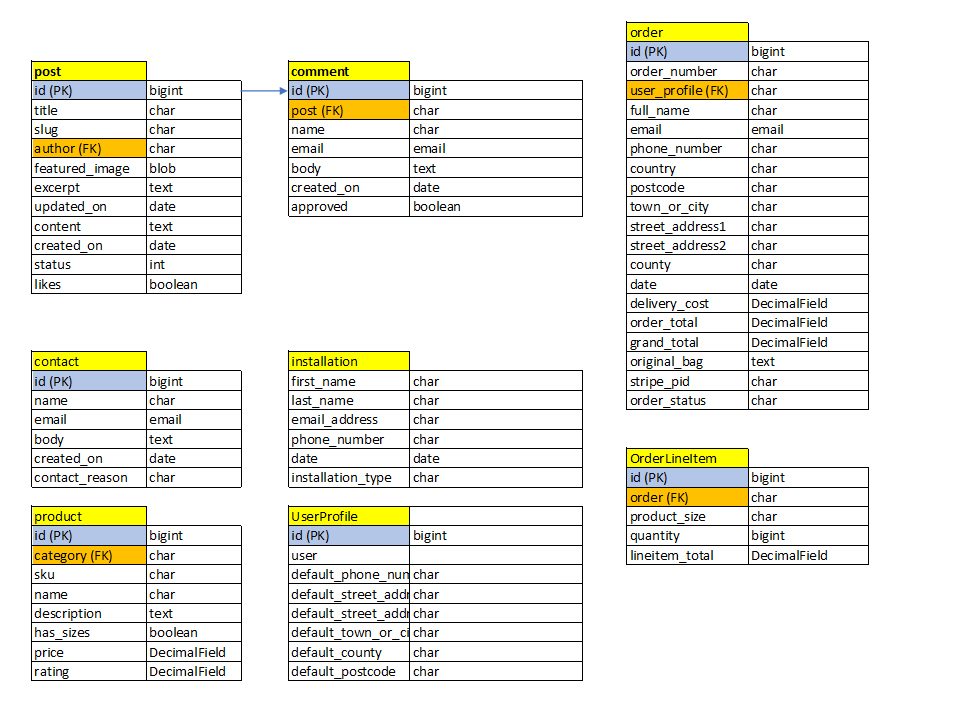 post
id (PK) bigint
title char
slug char
author (FK) char
featured_image blob
excerpt text
updated_on date
content text
created_on date
status int
likes boolean
comment
id (PK) bigint
post (FK) char
name char
email email
body text
created_on date
approved boolean
order
id (PK) bigint
order_number char
user_profile (FK) char
full_name char
email email
phone_number char
country char
postcode char
town_or_city char
street_address1 char
street_address2 char
county char
date date
delivery_cost DecimalField
order_total DecimalField
grand_total DecimalField
original_bag text
stripe_pid char
order_status char
contact
id (PK) bigint
name char
email email
body text
created_on date
contact_reason char
installation
first_name char
last_name char
email_address char
phone_number char
date date
installation_type char
OrderLineItem
id (PK) bigint
order (FK) char
product_size char
quantity bigint
lineitem_total DecimalField
product
id (PK) bigint
category (FK) char
sku char
name char
description text
has_sizes boolean
price DecimalField
rating DecimalField
UserProfile
id (PK) bigint
user
default_phone_nun char
default_street_addr char
default_street_addr char
default_town_or_ci char
default_county char
default_postcode char